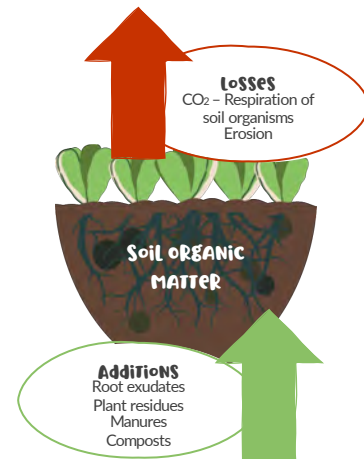 Losses
CO₂ – Respiration of
soil organisms
Erosion
Soil organic
matter
Additions
Root exudates
Plant residues
Manures
Composts